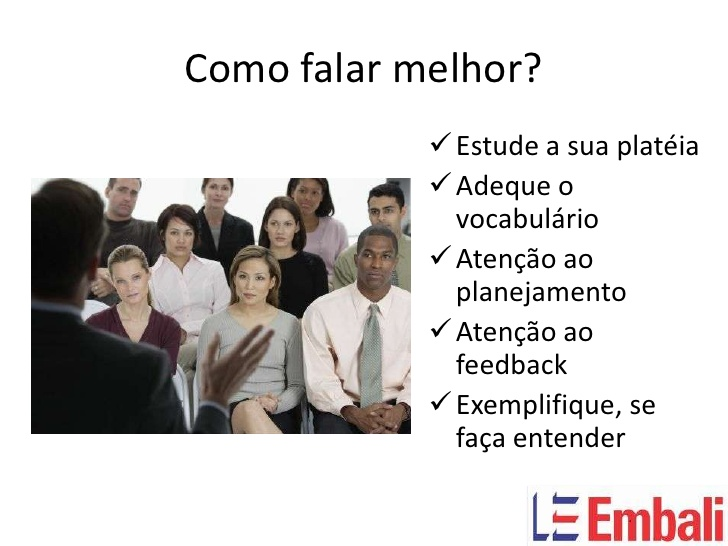 Como falar melhor?
✓ Estude a sua platéia
✓ Adeque o
vocabulário
✓ Atenção ao
planejamento
✓ Atenção ao
feedback
✓ Exemplifique, se
faça entender
LE Embali